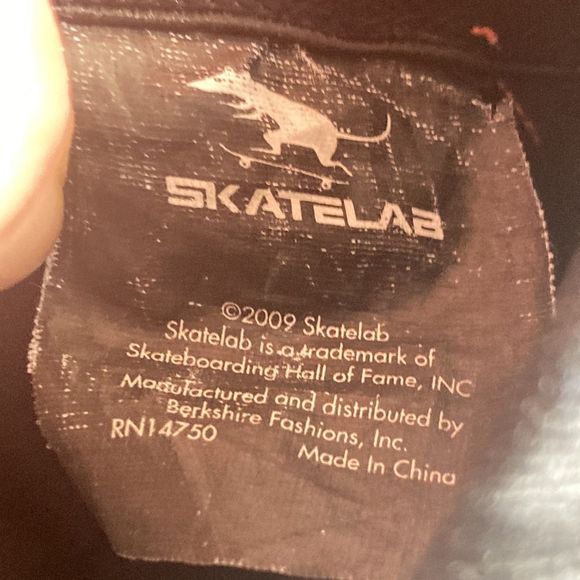 SKATELAB
©2009 Skatelab
Skatelab is a trademark of
Skateboarding Hall of Fame, INC
Manufactured and distributed by
Berkshire Fashions, Inc.
RN14750
Made In China